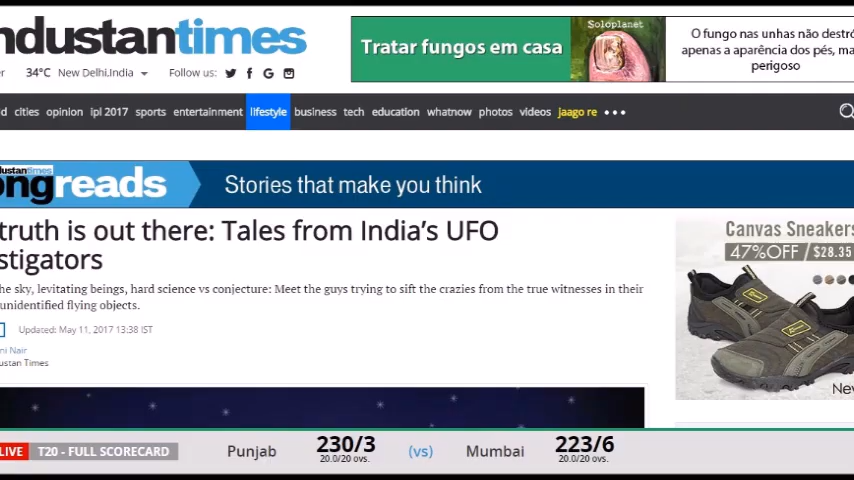 ndustantimes
Tratar fungos em casa
Soloplanet
O fungo nas unhas não destró
apenas a aparência dos pés, ma
perigoso
er 34°C New Delhi,India Follow us:
d cities opinion ipl 2017 sports entertainment lifestyle business tech education whatnow photos videos jaago re
dustantimes
ongreads Stories that make you think
truth is out there: Tales from India's UFO
stigators
he sky, levitating beings, hard science vs conjecture: Meet the guys trying to sift the crazies from the true witnesses in their
unidentified flying objects.
Updated: May 11, 2017 13:38 IST
ni Nair
ustan Times
Canvas Sneakers
47%OFF $28.35
New
LIVE T20 - FULL SCORECARD Punjab 230/3 (vs) Mumbai 223/6
20.0/20 ovs. 20.0/20 ovs.